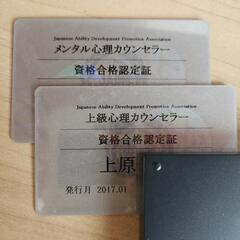 Japanese Ability Development Promotion Association
メンタル心理カウンセラー
資格合格認定証
Japanese Ability Development Promotion Association
上級心理カウンセラー
資格合格認定証
上原
発行月 2017.01